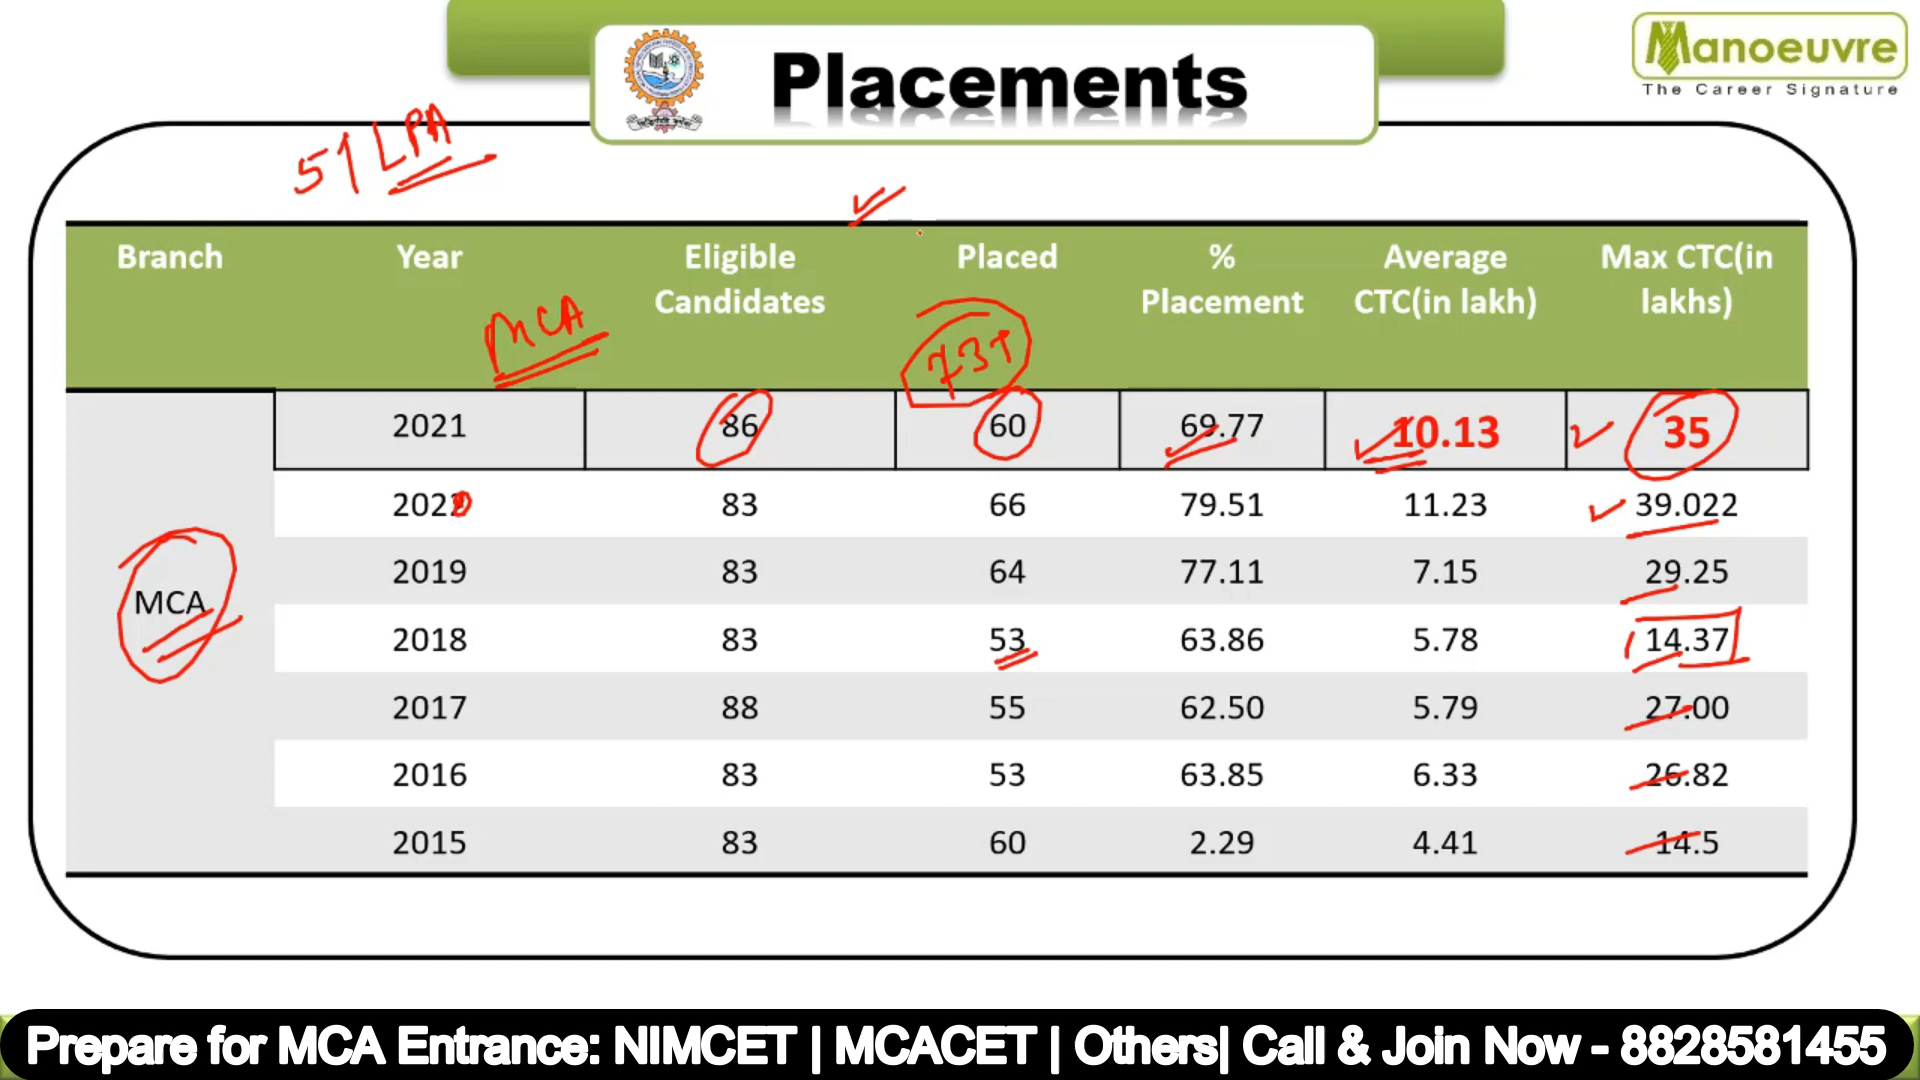 Placements
Manoeuvre
The Career Signature
51 LPA
Branch Year Eligible Candidates Placed % Placement Average CTC(in lakh) Max CTC(in lakhs)
MCA
73↑
MCA
2021 86 60 69.77 10.13 35
2020 83 66 79.51 11.23 39.022
2019 83 64 77.11 7.15 29.25
2018 83 53 63.86 5.78 14.37
2017 88 55 62.50 5.79 27.00
2016 83 53 63.85 6.33 26.82
2015 83 60 2.29 4.41 14.5
Prepare for MCA Entrance: NIMCET | MCACET | Others| Call & Join Now - 8828581455